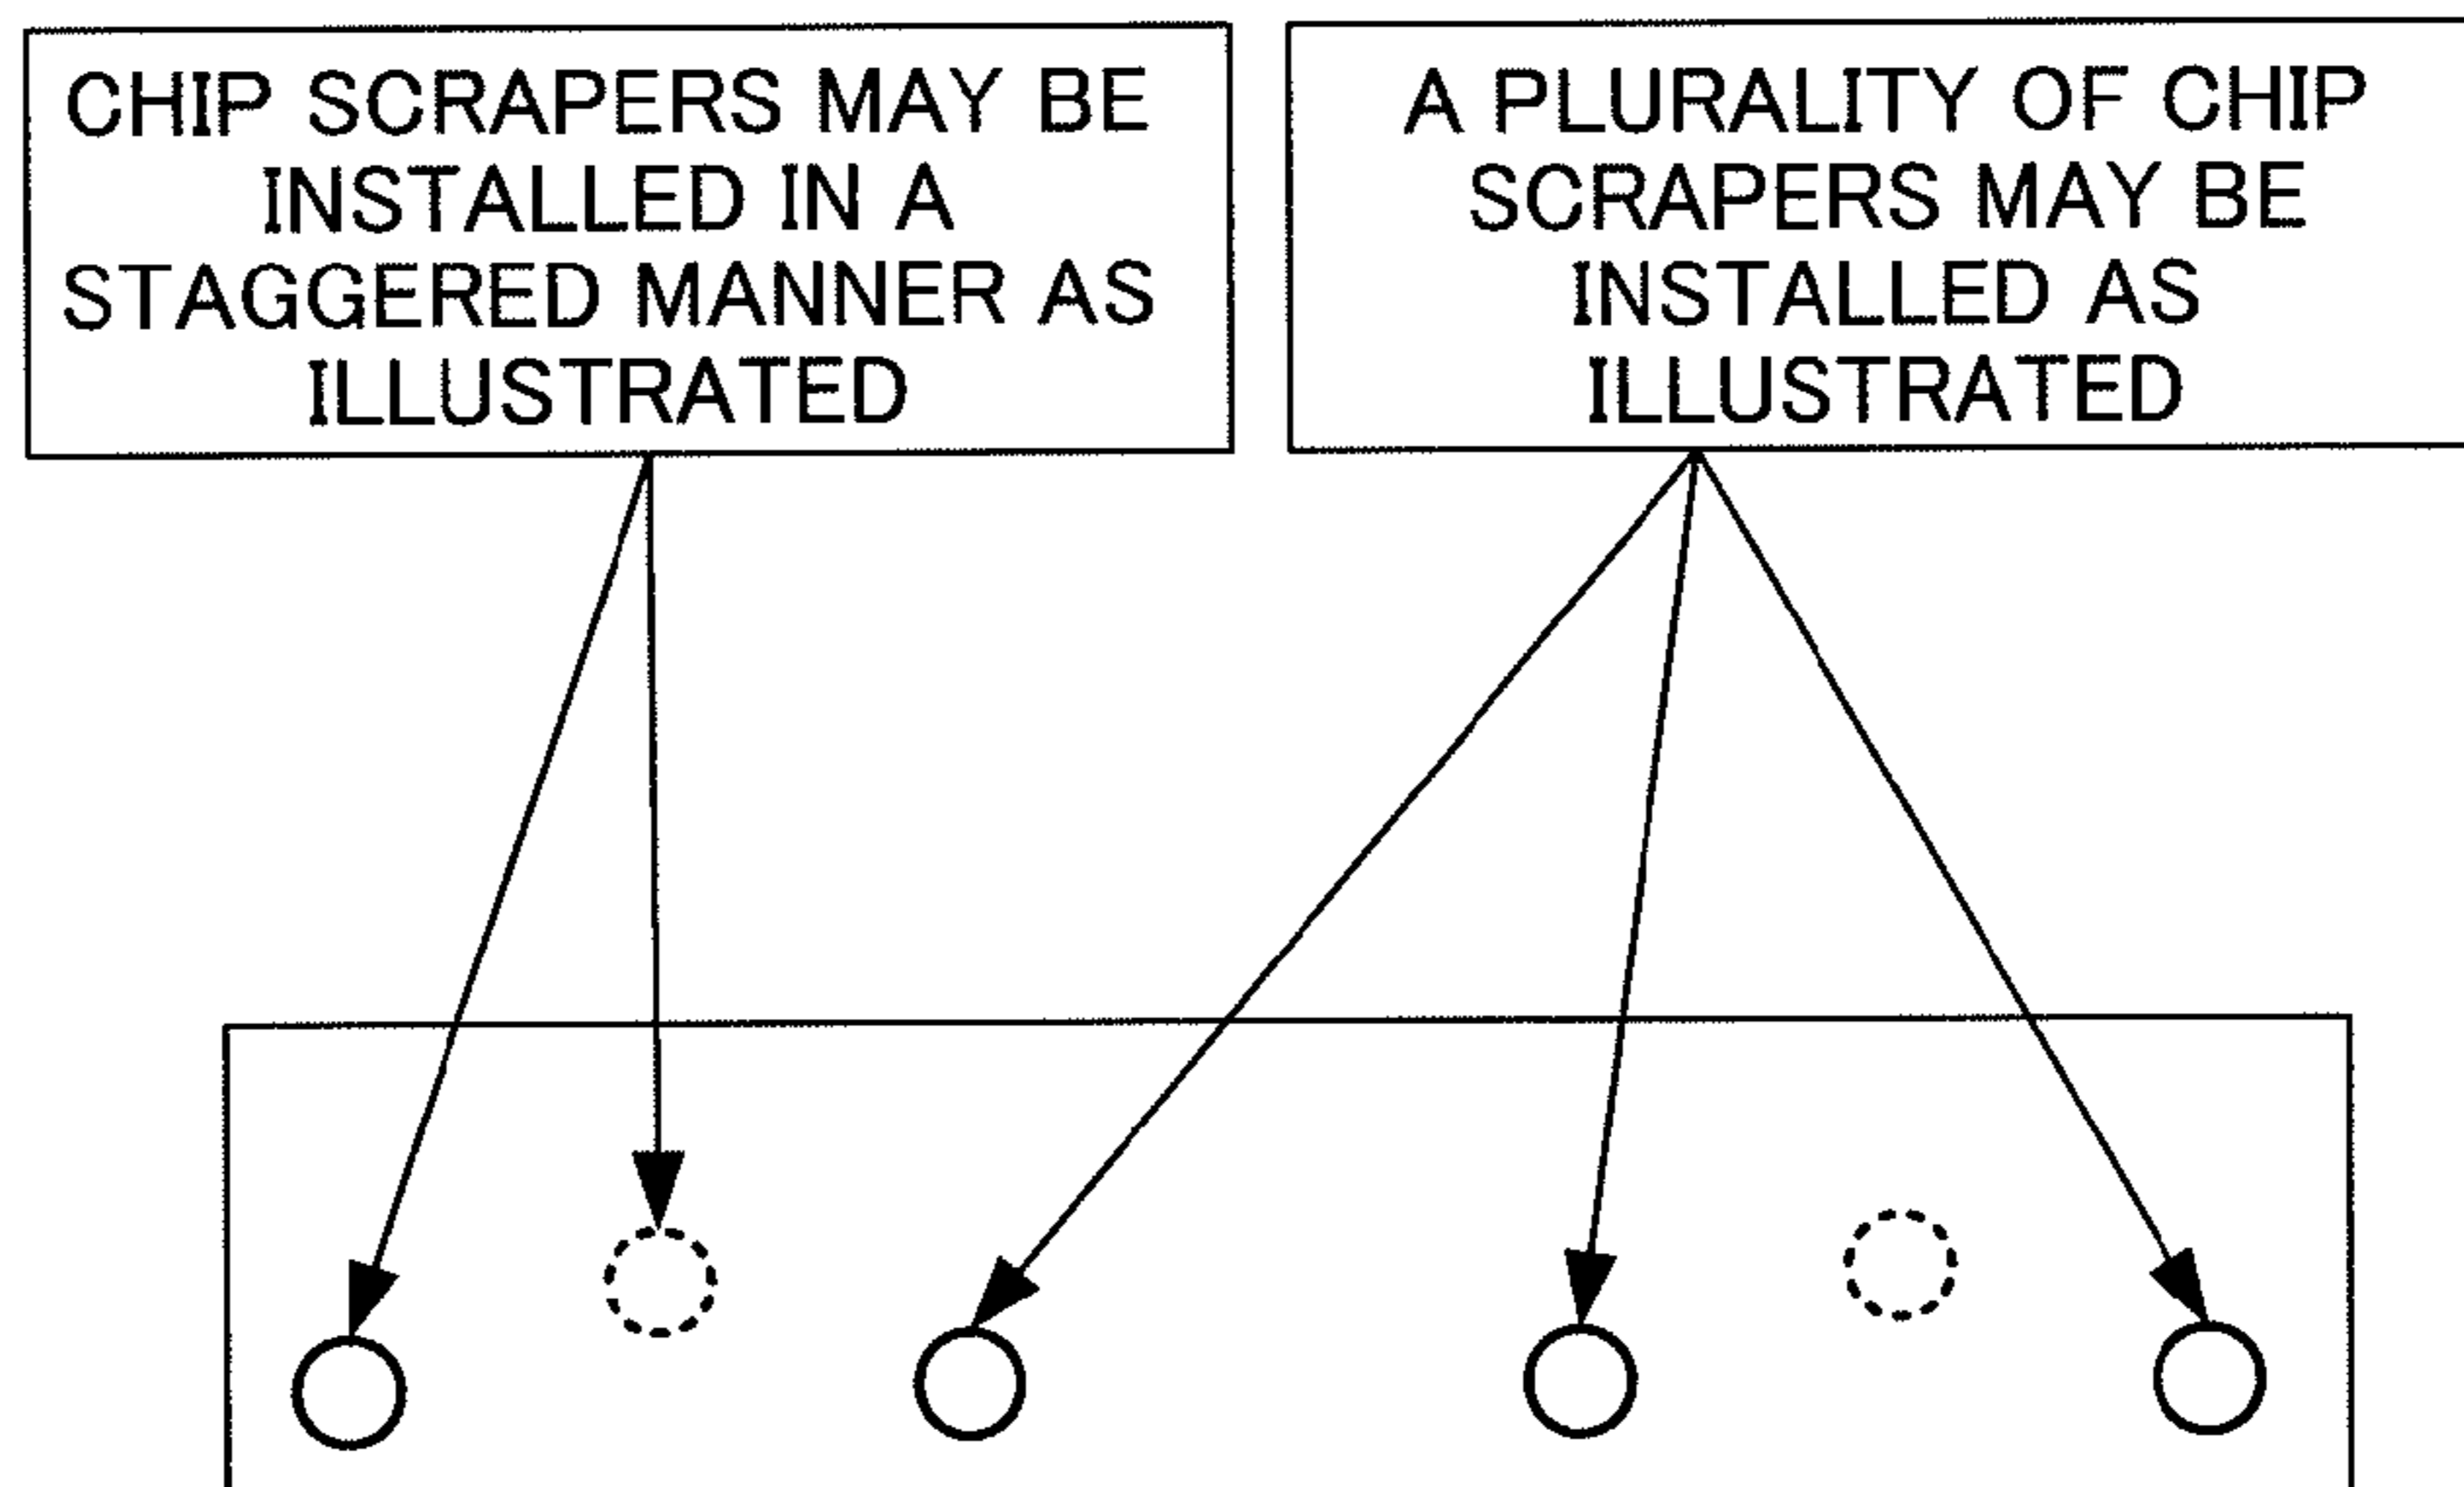 CHIP SCRAPERS MAY BE
INSTALLED IN A
STAGGERED MANNER AS
ILLUSTRATED
A PLURALITY OF CHIP
SCRAPERS MAY BE
INSTALLED AS
ILLUSTRATED